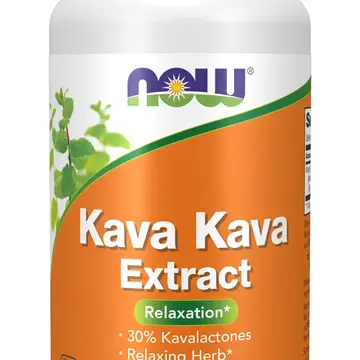 now®
Kava Kava
Extract
Relaxation*
• 30% Kavalactones
• Relaxing Herb*